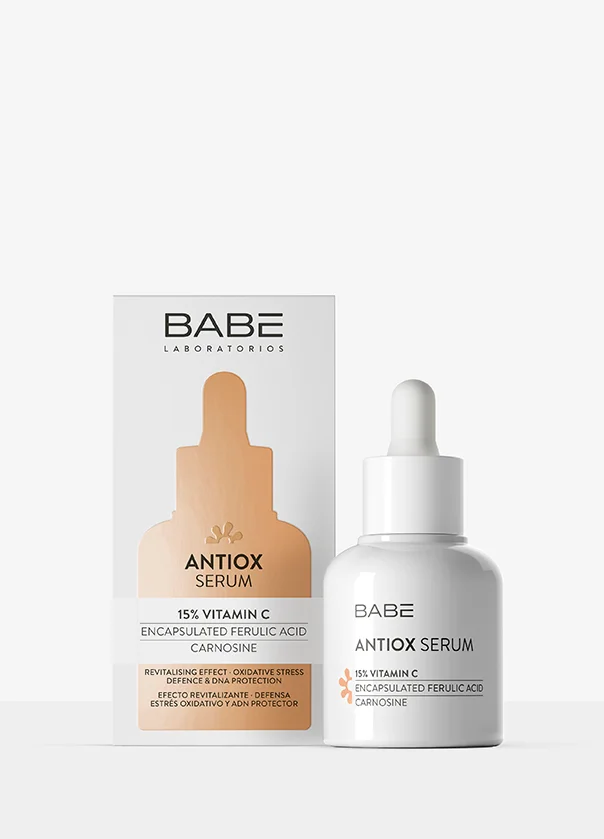 BABE
LABORATORIOS
ANTIOX
SERUM
15% VITAMIN C
ENCAPSULATED FERULIC ACID
CARNOSINE
REVITALISING EFFECT · OXIDATIVE STRESS
DEFENCE & DNA PROTECTION
EFECTO REVITALIZANTE · DEFENSA
ESTRÉS OXIDATIVO Y ADN PROTECTOR
BABE
ANTIOX SERUM
15% VITAMIN C
ENCAPSULATED FERULIC ACID
CARNOSINE